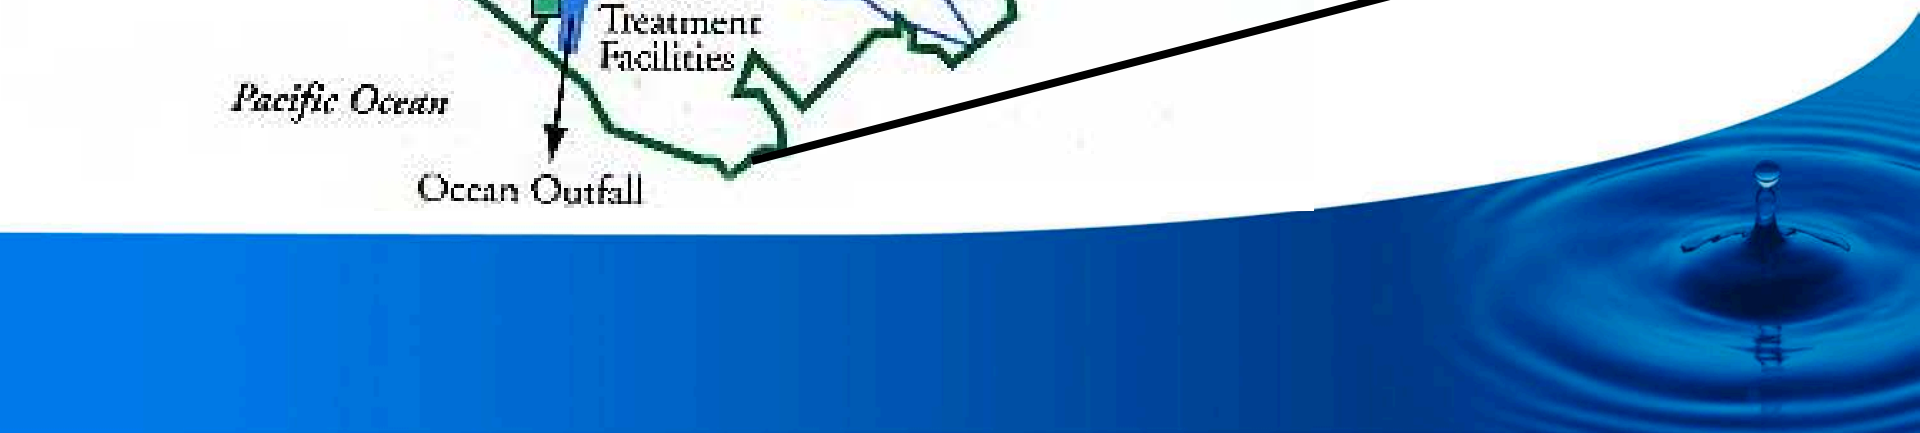 Treatment
Facilities
Pacific Ocean
Ocean Outfall